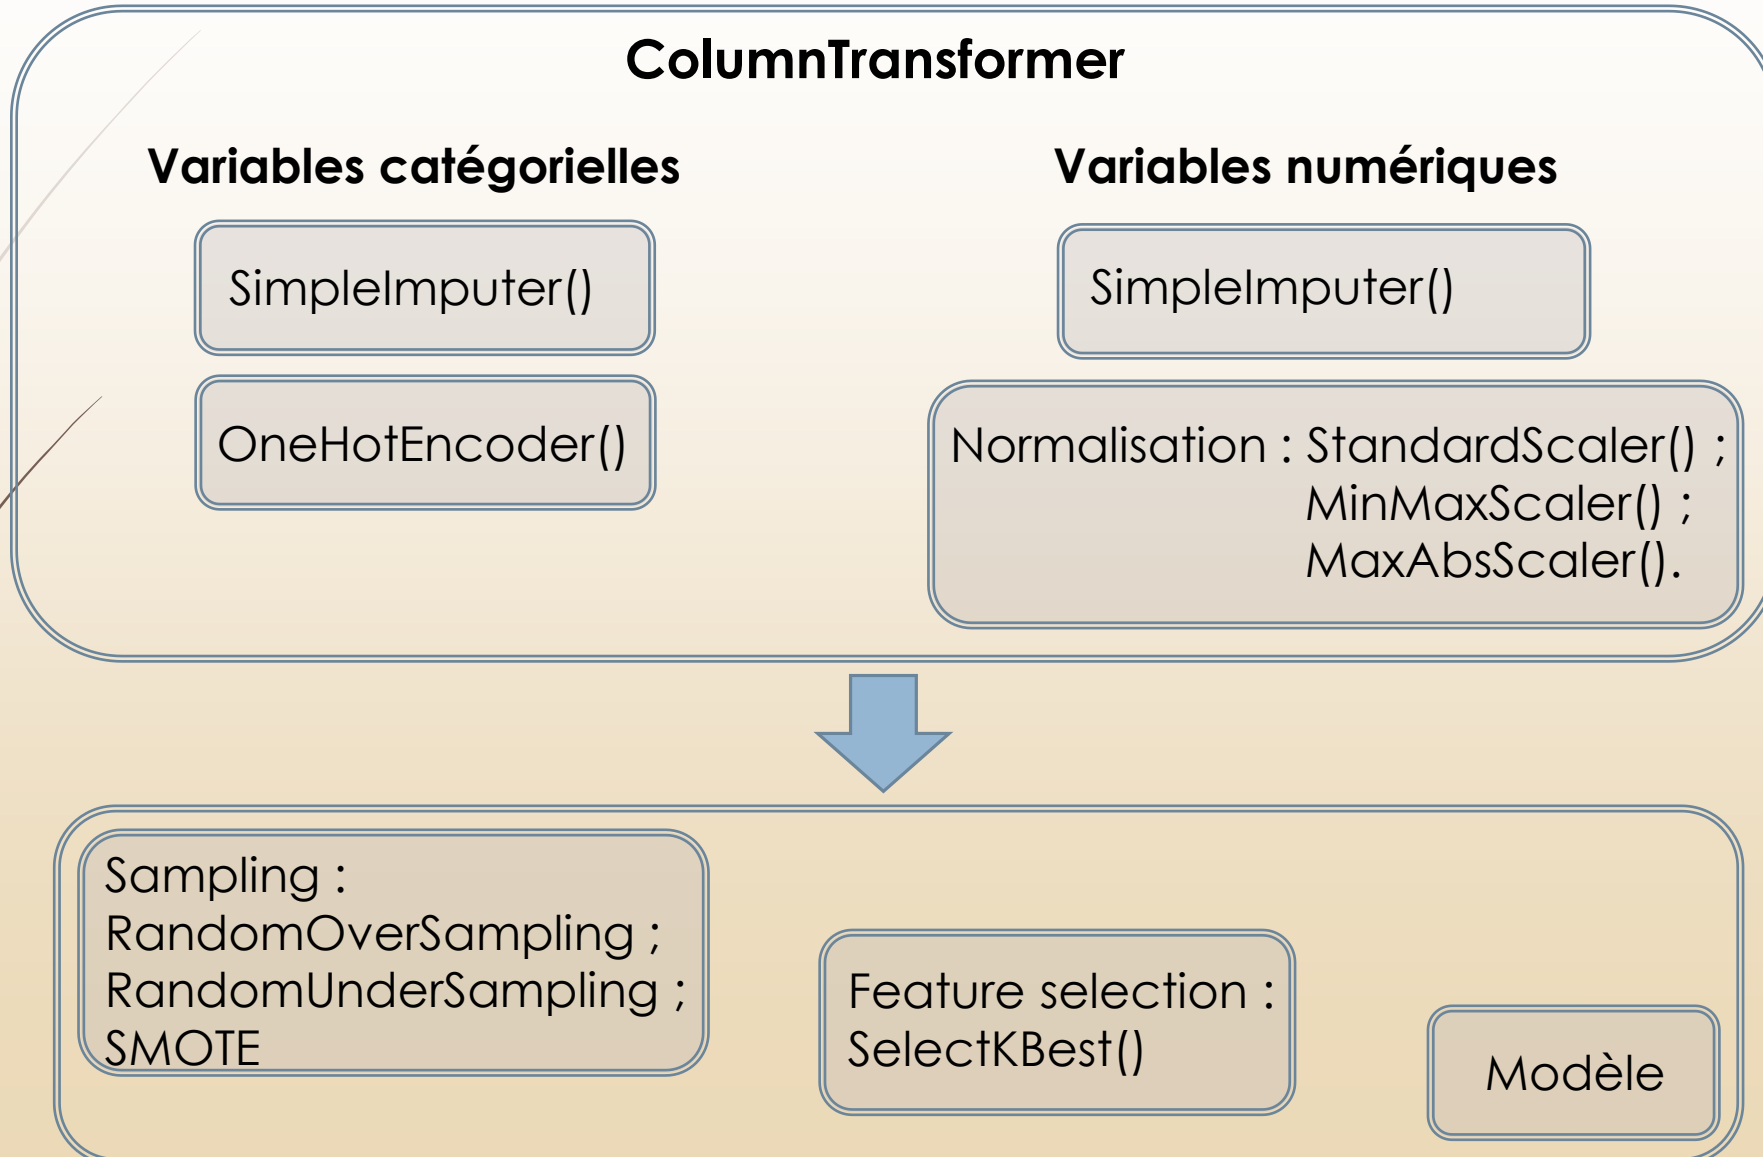 ColumnTransformer
Variables catégorielles
SimpleImputer()
OneHotEncoder()
Variables numériques
SimpleImputer()
Normalisation : StandardScaler() ;
MinMaxScaler() ;
MaxAbsScaler().
Sampling :
RandomOverSampling ;
RandomUnderSampling ;
SMOTE
Feature selection :
SelectKBest()
Modèle